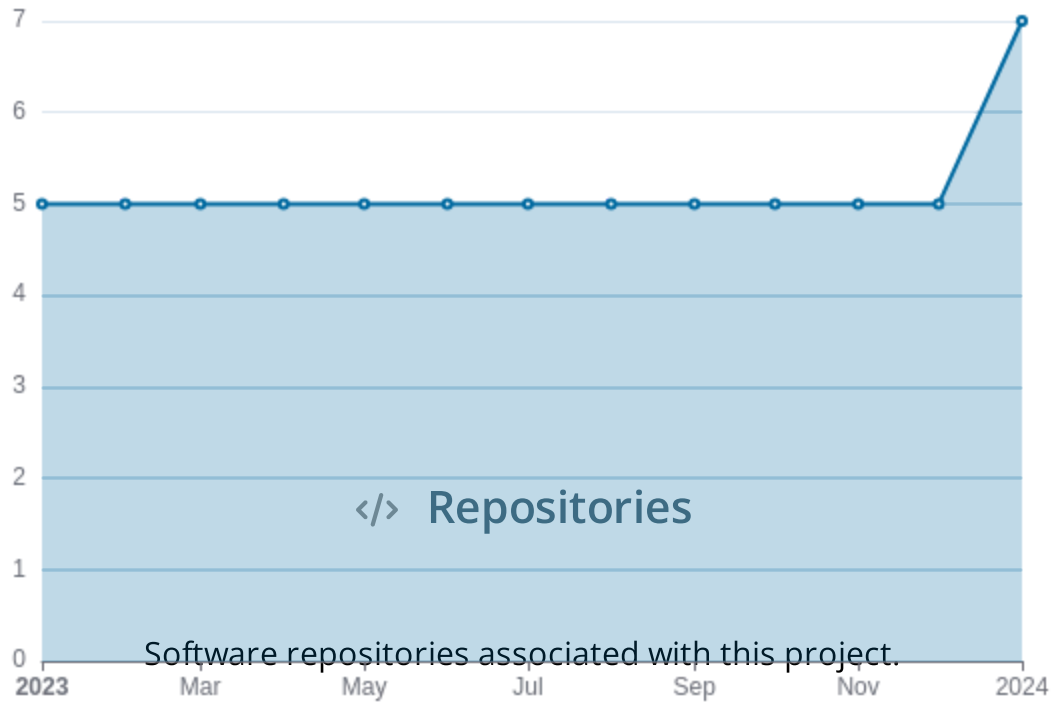 7
6
5
4
3
2
</> Repositories
1
Software repositories associated with this project.
0
2023 Mar May Jul Sep Nov 2024